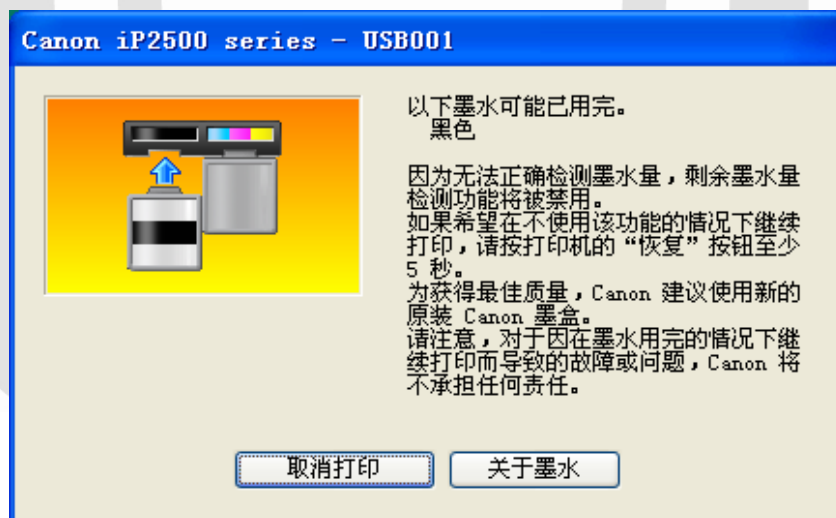 Canon iP2500 series - USB001
以下墨水可能已用完。
黑色
因为无法正确检测墨水量，剩余墨水量
检测功能将被禁用。
如果希望在不使用该功能的情况下继续
打印，请按打印机的“恢复”按钮至少
5 秒。
为获得最佳质量，Canon 建议使用新的
原装 Canon 墨盒。
请注意，对于因在墨水用完的情况下继
续打印而导致的故障或问题，Canon 将
不承担任何责任。
取消打印
关于墨水